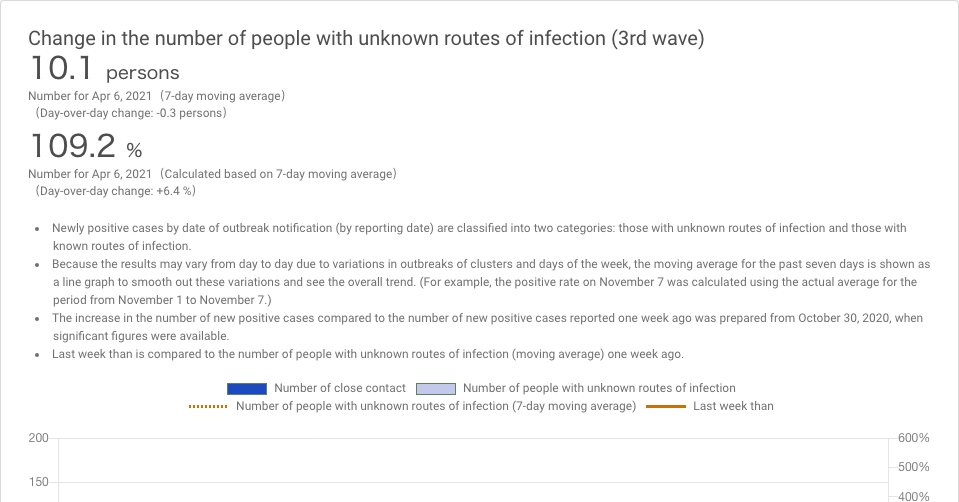 Change in the number of people with unknown routes of infection (3rd wave)
10.1 persons
Number for Apr 6, 2021（7-day moving average）
（Day-over-day change: -0.3 persons）
109.2 %
Number for Apr 6, 2021（Calculated based on 7-day moving average）
（Day-over-day change: +6.4 %）
• Newly positive cases by date of outbreak notification (by reporting date) are classified into two categories: those with unknown routes of infection and those with
known routes of infection.
• Because the results may vary from day to day due to variations in outbreaks of clusters and days of the week, the moving average for the past seven days is shown as
a line graph to smooth out these variations and see the overall trend. (For example, the positive rate on November 7 was calculated using the actual average for the
period from November 1 to November 7.)
• The increase in the number of new positive cases compared to the number of new positive cases reported one week ago was prepared from October 30, 2020, when
significant figures were available.
• Last week than is compared to the number of people with unknown routes of infection (moving average) one week ago.
Number of close contact Number of people with unknown routes of infection
Number of people with unknown routes of infection (7-day moving average) Last week than
200 600%
500%
150
400%